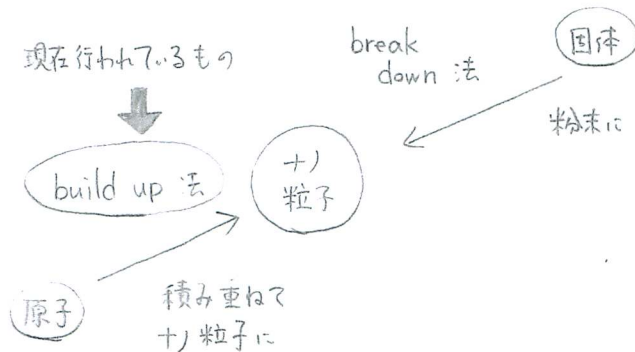 現在行われているもの
break
down 法
固体
粉末に
build up 法
ナノ
粒子
原子
積み重ねて
ナノ粒子に